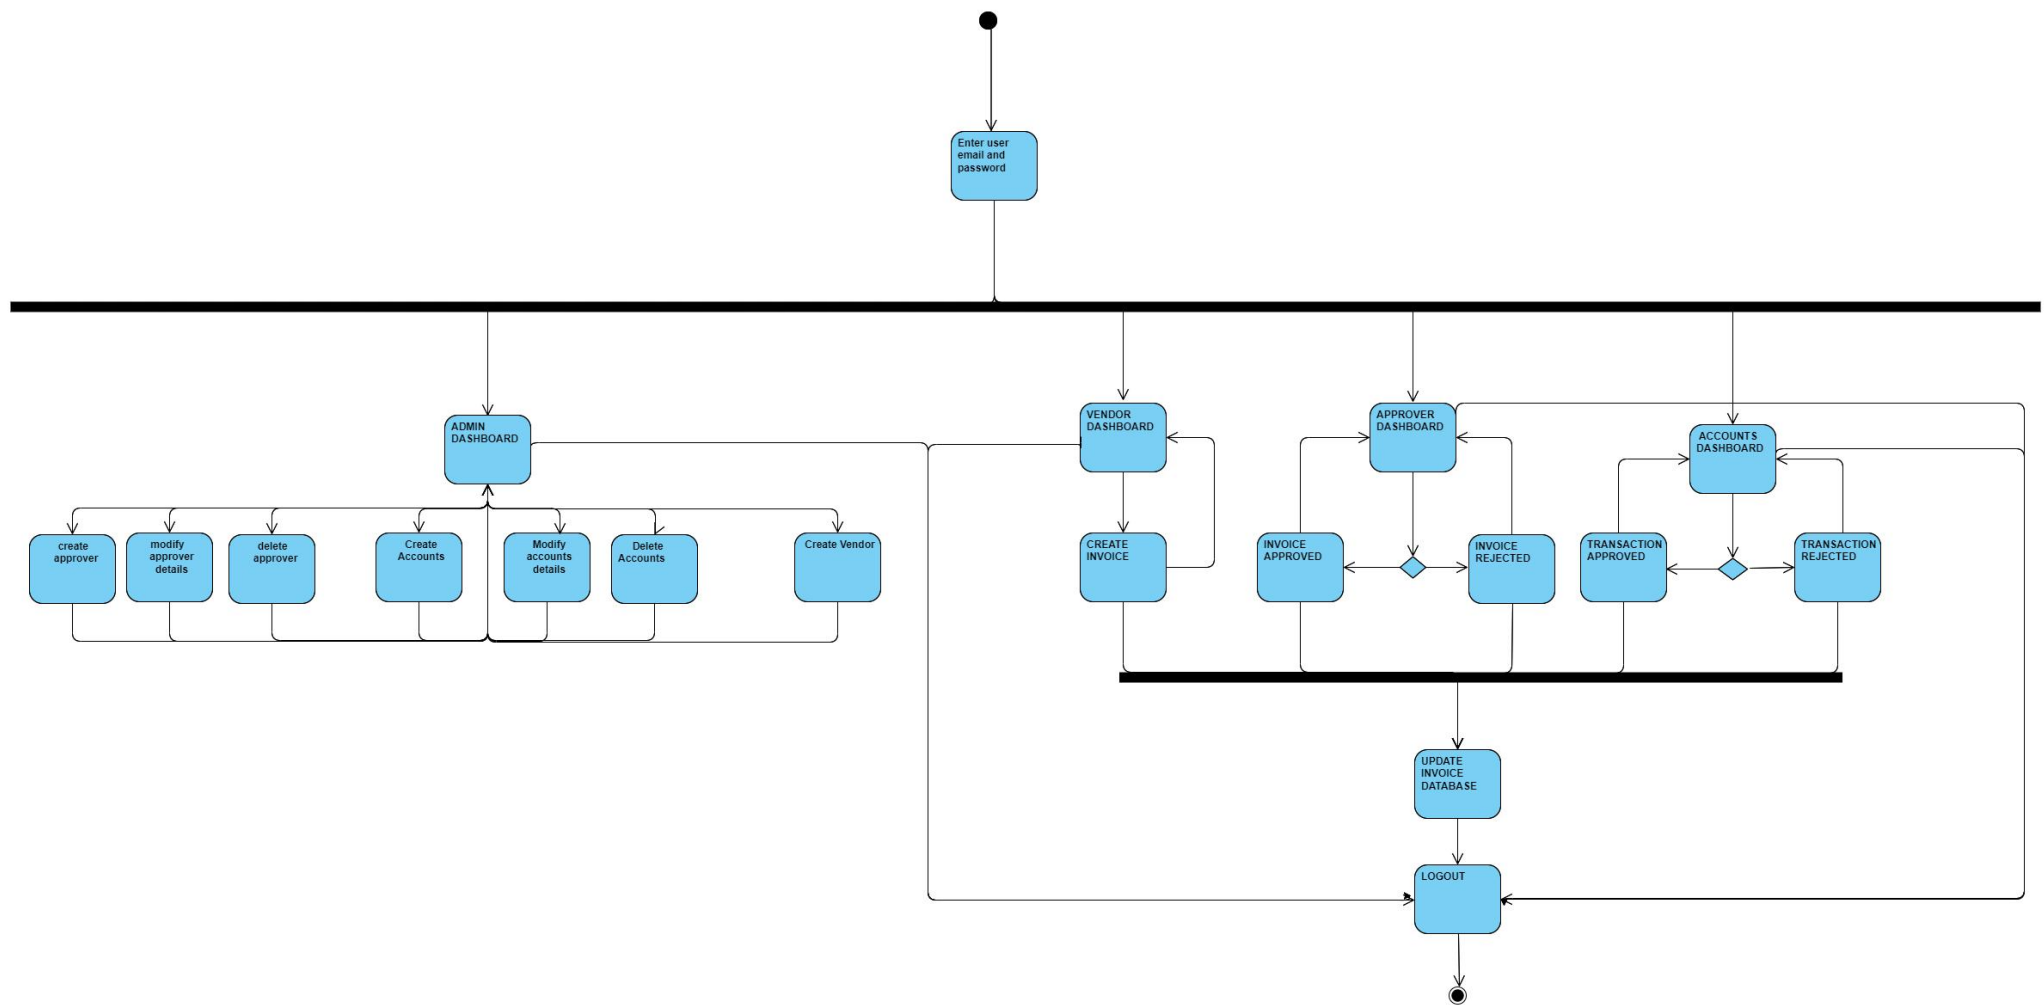 Enter user
email and
password
ADMIN
DASHBOARD
VENDOR
DASHBOARD
APPROVER
DASHBOARD
ACCOUNTS
DASHBOARD
create
approver
modify
approver
details
delete
approver
Create
Accounts
Modify
accounts
details
Delete
Accounts
Create Vendor
CREATE
INVOICE
INVOICE
APPROVED
INVOICE
REJECTED
TRANSACTION
APPROVED
TRANSACTION
REJECTED
UPDATE
INVOICE
DATABASE
LOGOUT